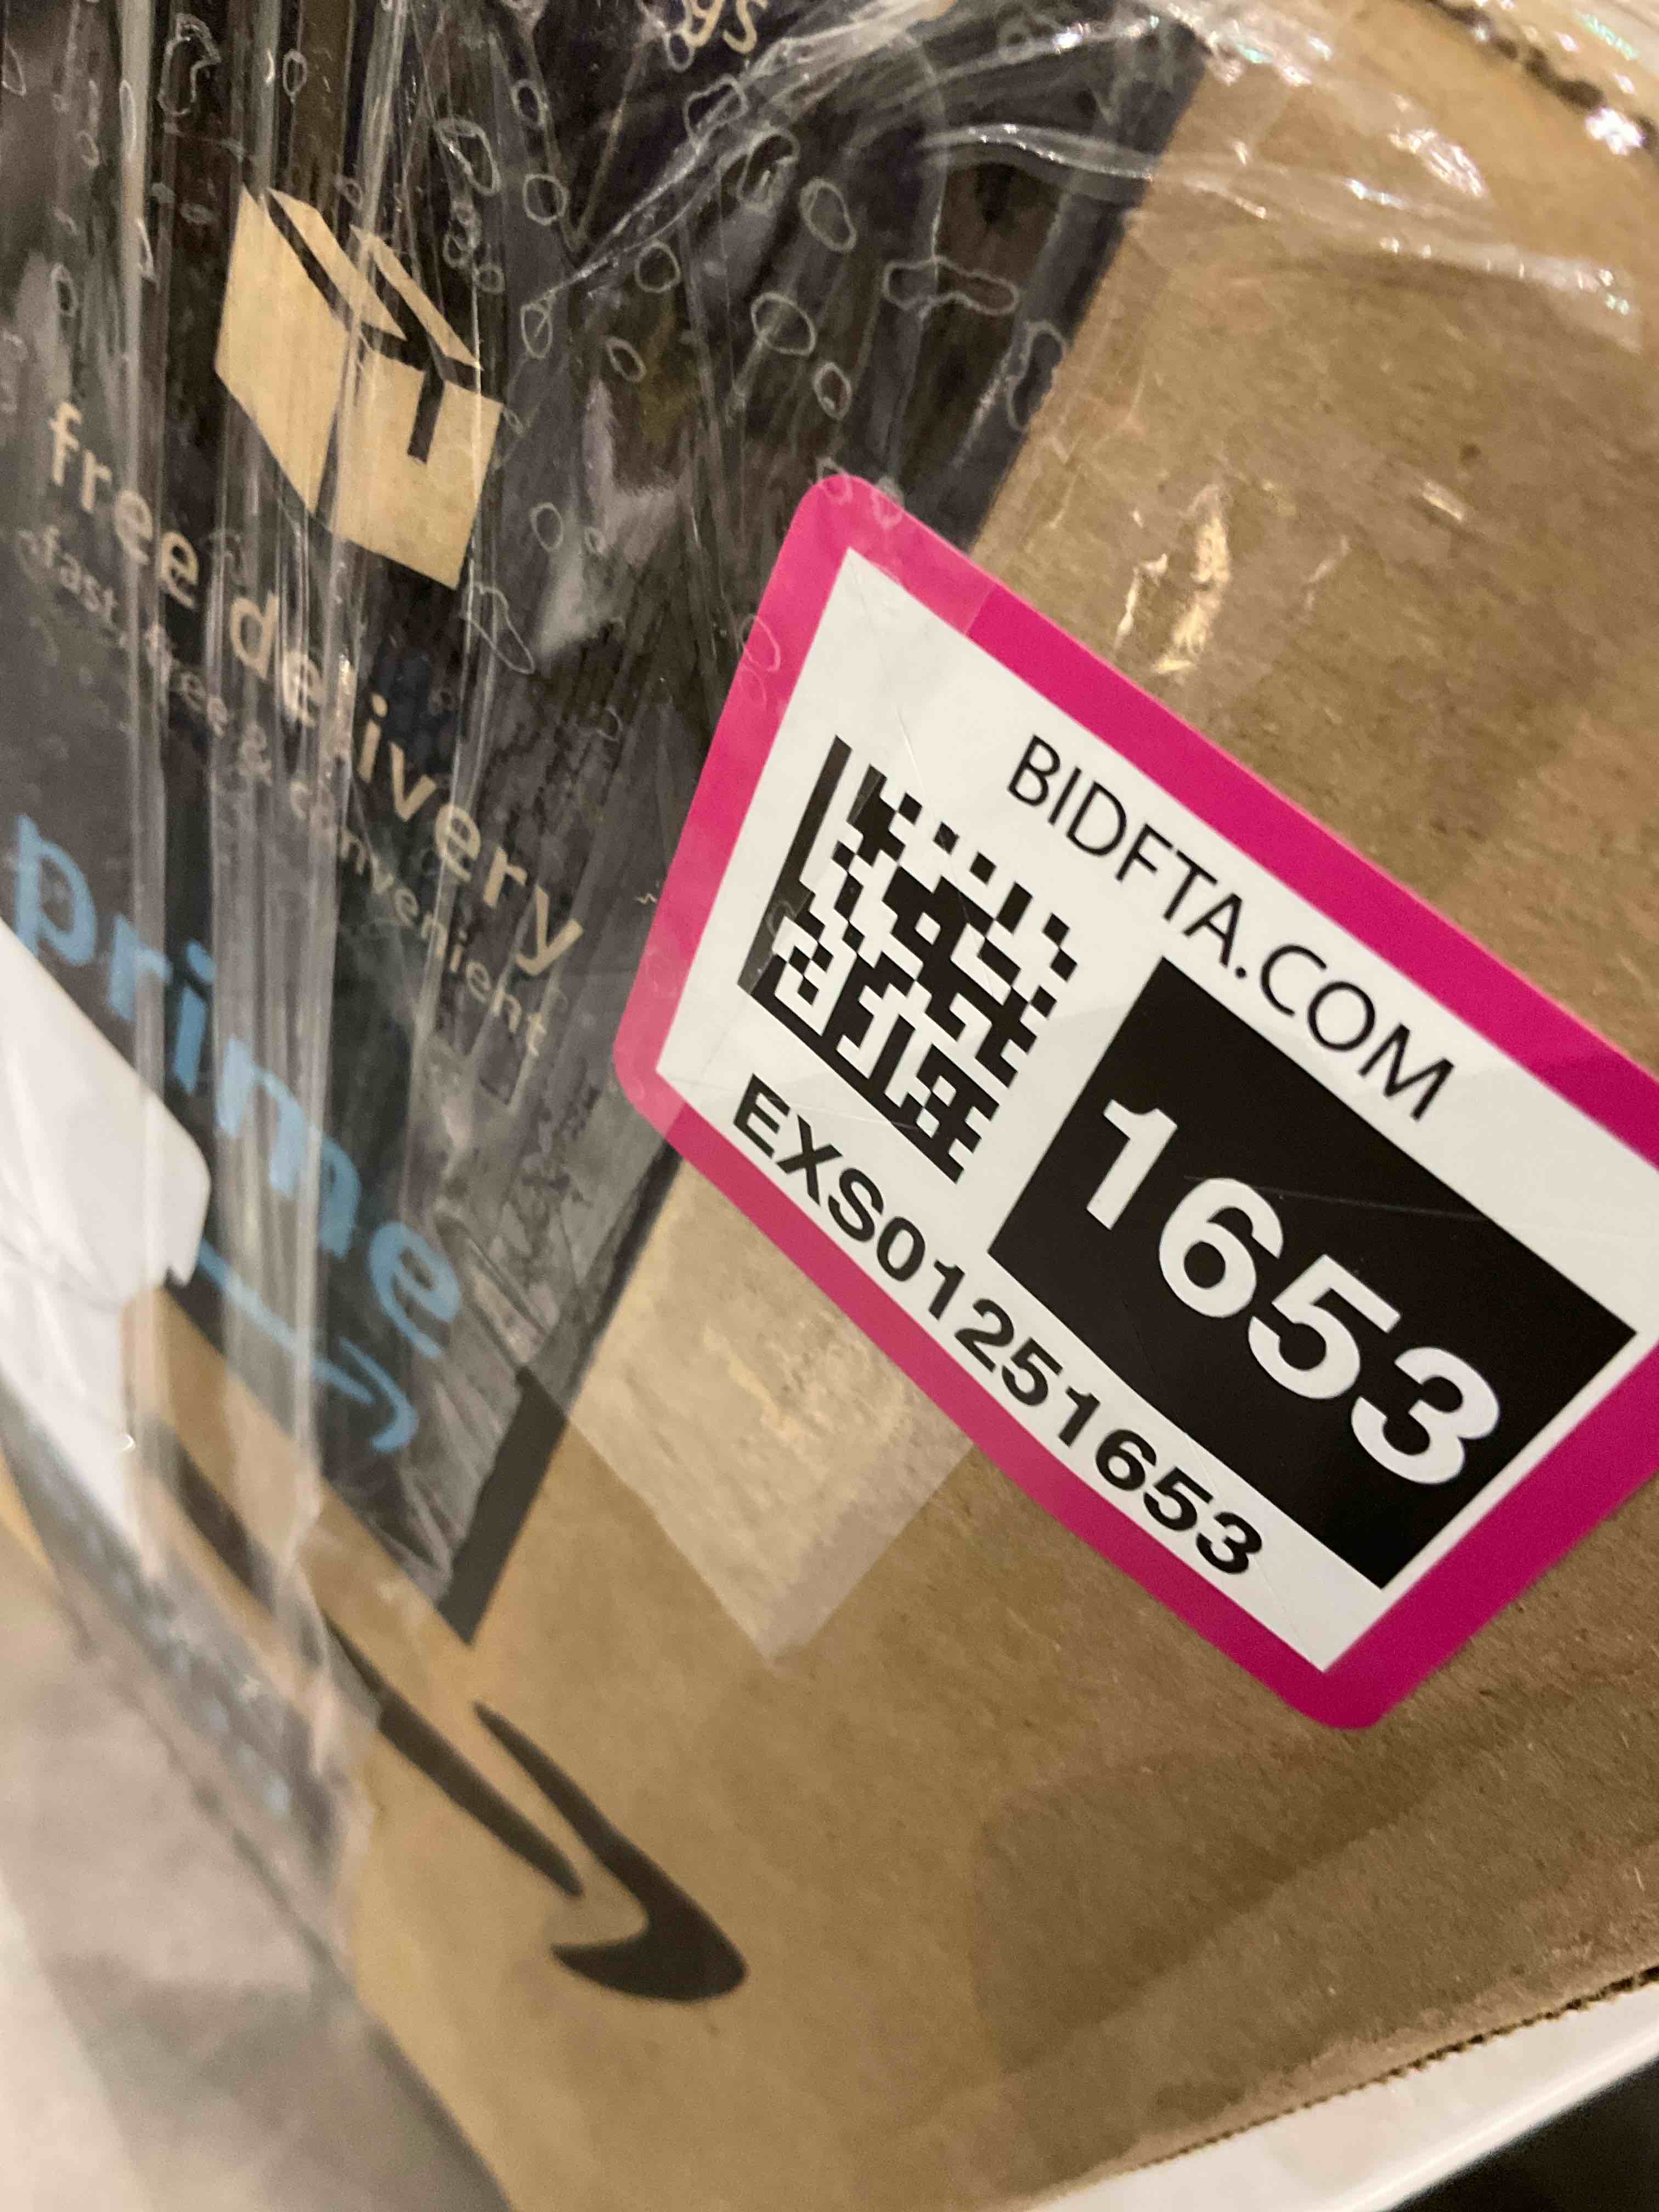 free delivery
fast, free & convenient
prime
BIDFTA.COM
1653
EXS01251653